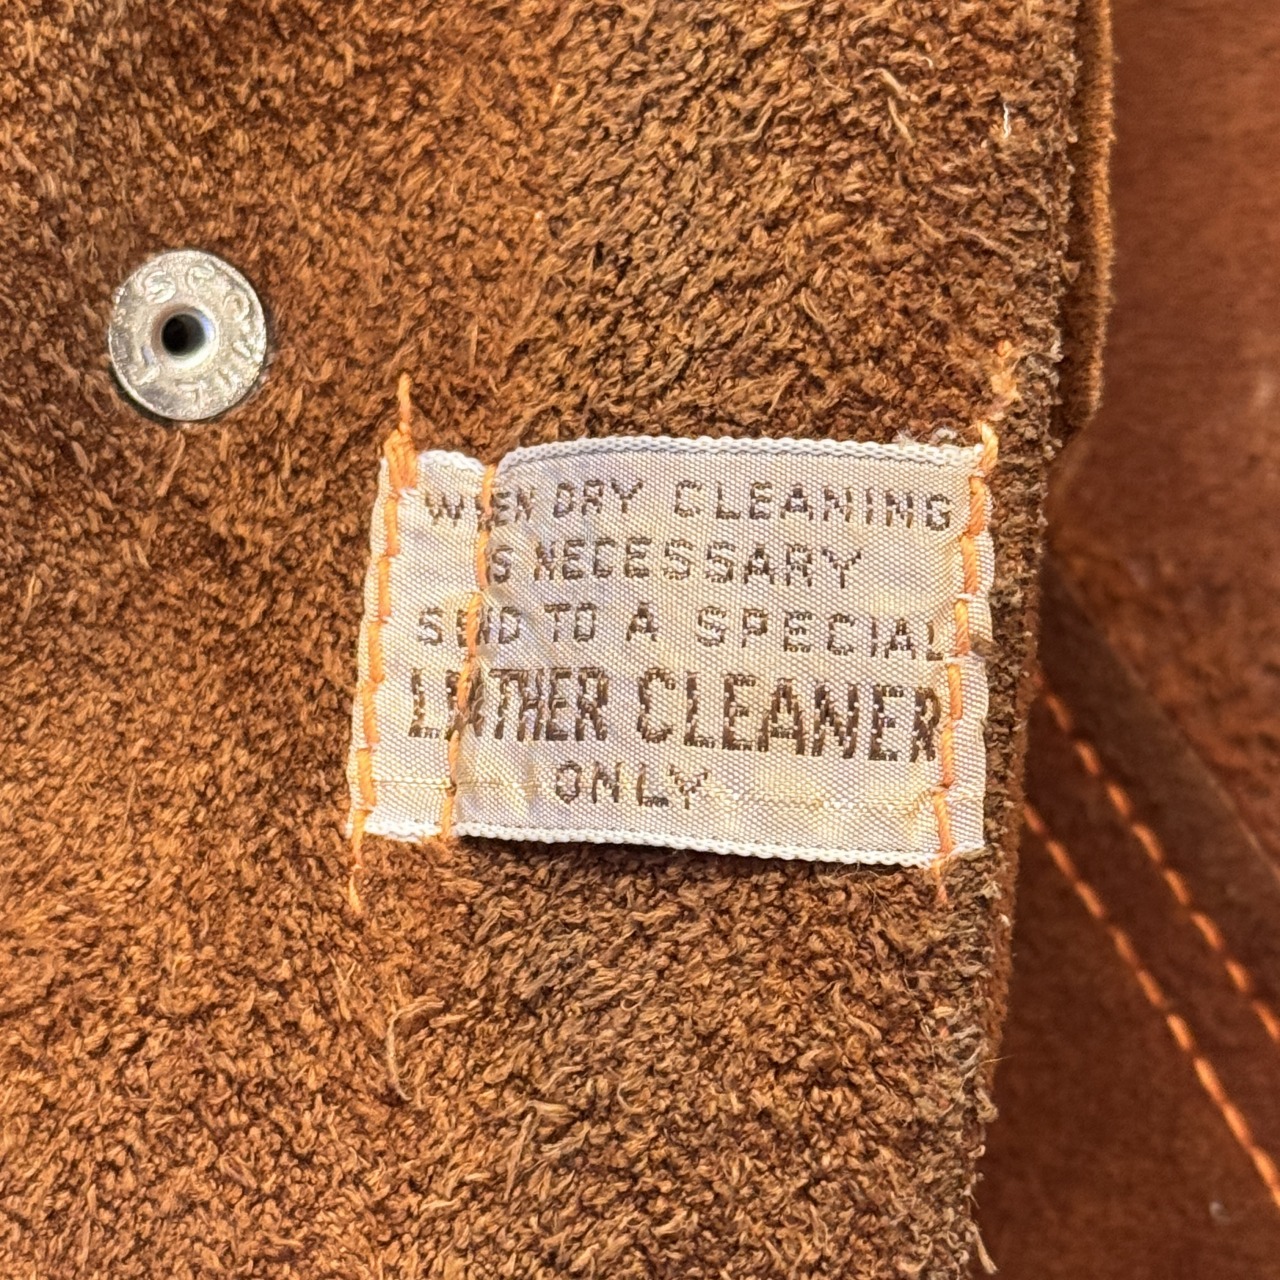 WHEN DRY CLEANING
IS NECESSARY
SEND TO A SPECIAL
LEATHER CLEANER
ONLY